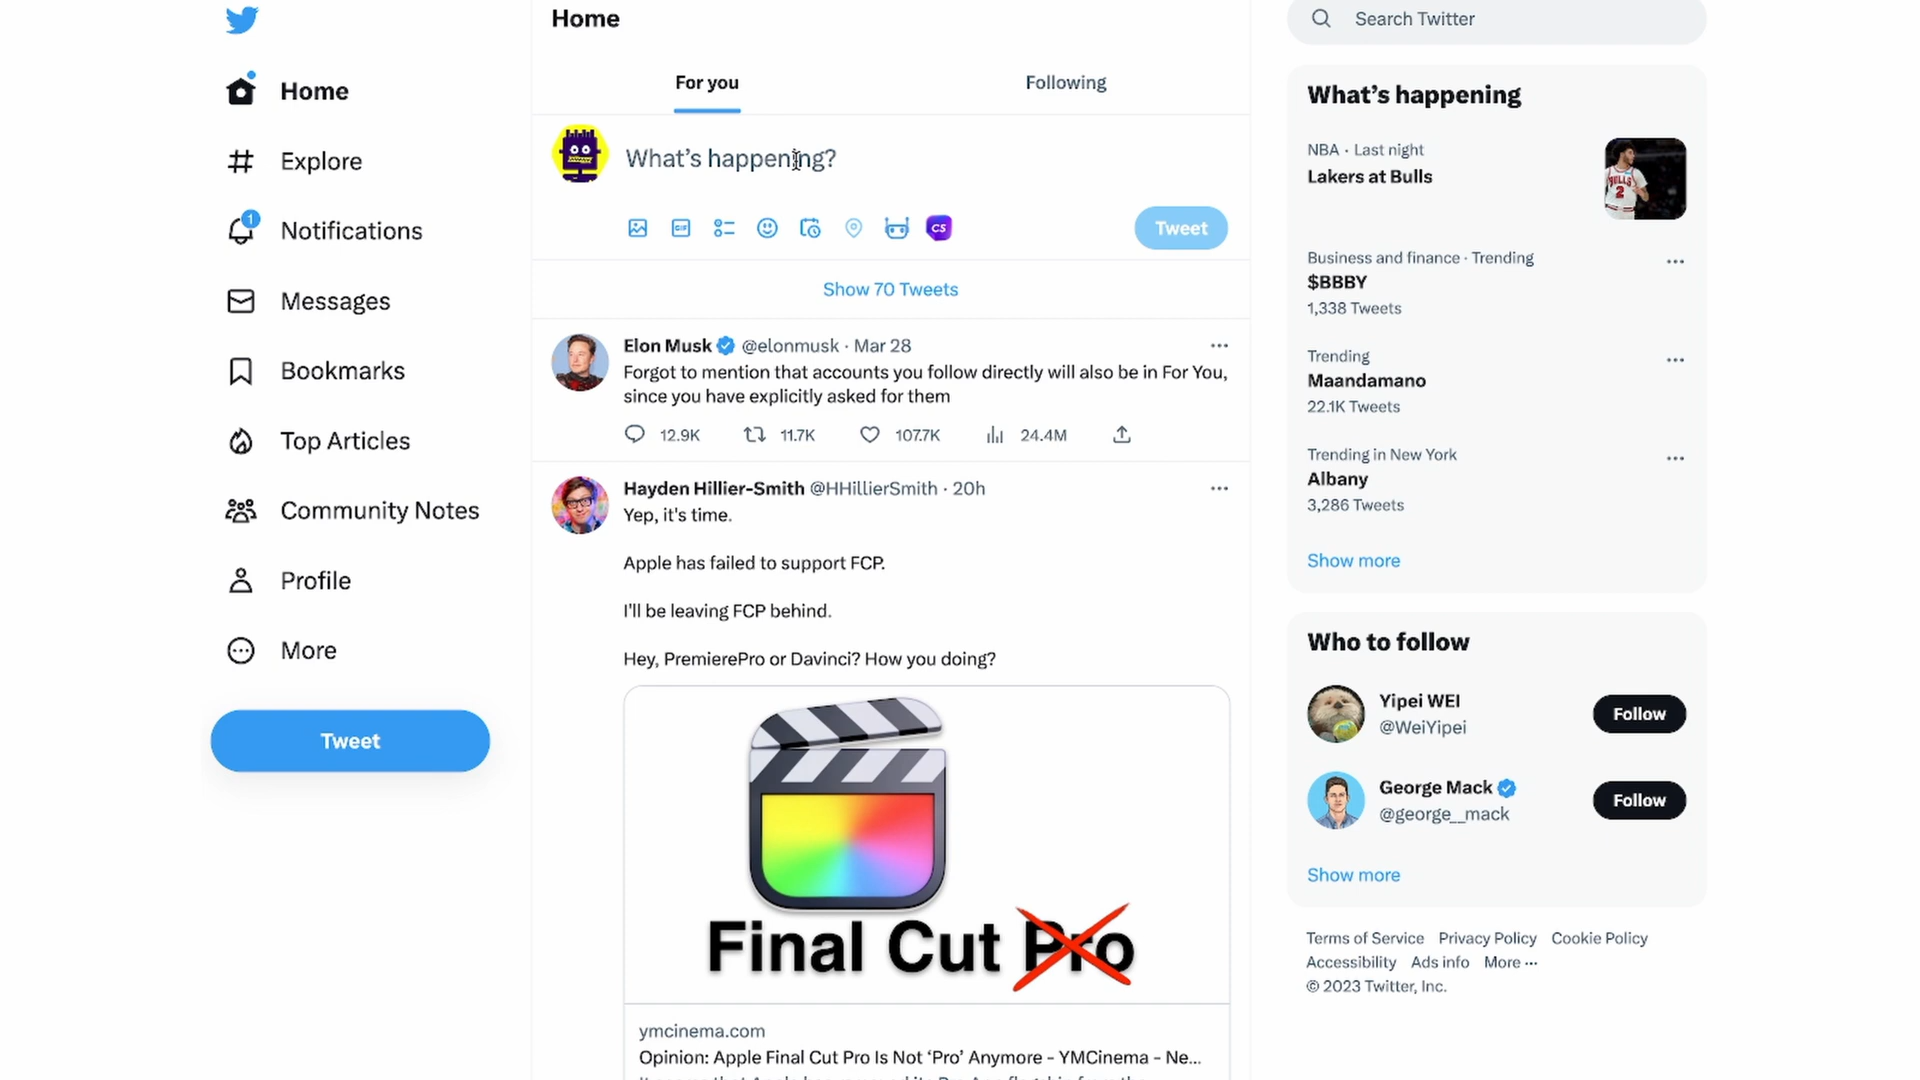 Home
Explore
1
Notifications
Messages
Bookmarks
Top Articles
Community Notes
Profile
More
Tweet
Home
For you
Following
What's happening?
GIF
CS
Tweet
Show 70 Tweets
Elon Musk @elonmusk · Mar 28
Forgot to mention that accounts you follow directly will also be in For You,
since you have explicitly asked for them
12.9K 11.7K 107.7K 24.4M
Hayden Hillier-Smith @HHillierSmith · 20h
Yep, it's time.
Apple has failed to support FCP.
I'll be leaving FCP behind.
Hey, PremierePro or Davinci? How you doing?
Final Cut Pro
ymcinema.com
Opinion: Apple Final Cut Pro Is Not ‘Pro’ Anymore - YMCinema - Ne...
Search Twitter
What’s happening
NBA · Last night
Lakers at Bulls
BULLS
2
Business and finance · Trending
$BBBY
1,338 Tweets
Trending
Maandamano
22.1K Tweets
Trending in New York
Albany
3,286 Tweets
Show more
Who to follow
Yipei WEI
@WeiYipei
Follow
George Mack
@george__mack
Follow
Show more
Terms of Service Privacy Policy Cookie Policy
Accessibility Ads info More ···
© 2023 Twitter, Inc.